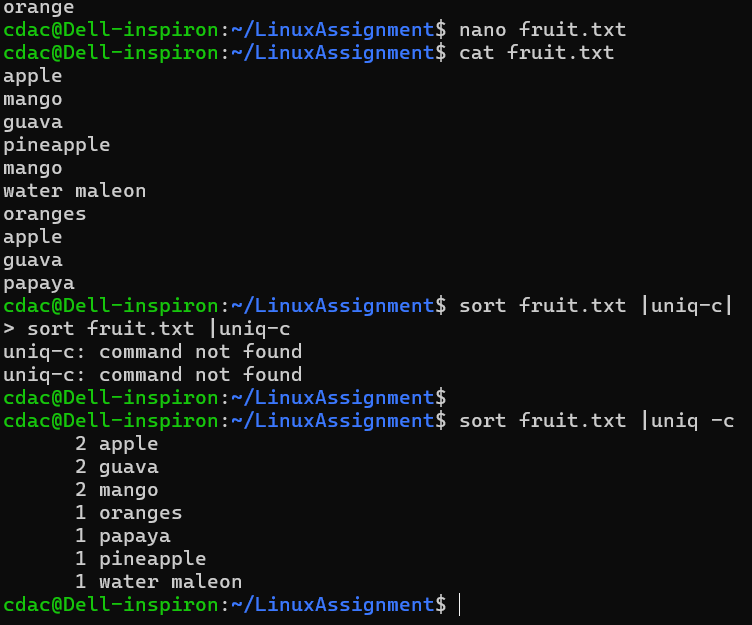 orange
cdac@Dell-inspiron:~/LinuxAssignment$ nano fruit.txt
cdac@Dell-inspiron:~/LinuxAssignment$ cat fruit.txt
apple
mango
guava
pineapple
mango
water maleon
oranges
apple
guava
papaya
cdac@Dell-inspiron:~/LinuxAssignment$ sort fruit.txt |uniq-c|
> sort fruit.txt |uniq-c
uniq-c: command not found
uniq-c: command not found
cdac@Dell-inspiron:~/LinuxAssignment$
cdac@Dell-inspiron:~/LinuxAssignment$ sort fruit.txt |uniq -c
      2 apple
      2 guava
      2 mango
      1 oranges
      1 papaya
      1 pineapple
      1 water maleon
cdac@Dell-inspiron:~/LinuxAssignment$